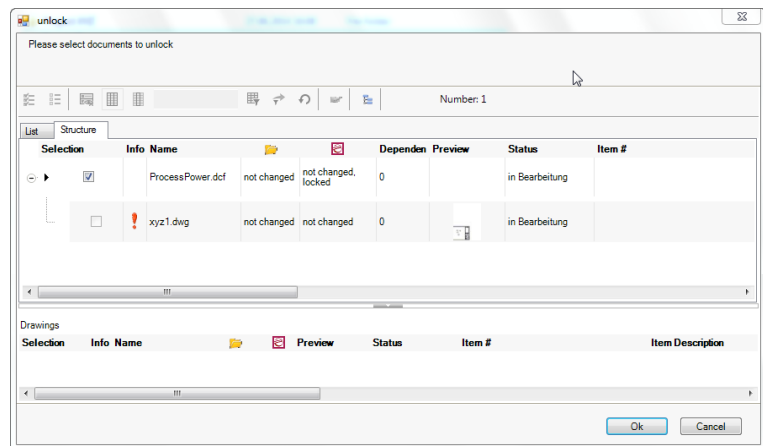 unlock
Please select documents to unlock
Number: 1
List Structure
Selection Info Name Dependen Preview Status Item #
ProcessPower.dcf not changed not changed, locked 0 in Bearbeitung
xyz1.dwg not changed not changed 0 in Bearbeitung
Drawings
Selection Info Name Preview Status Item # Item Description
Ok Cancel